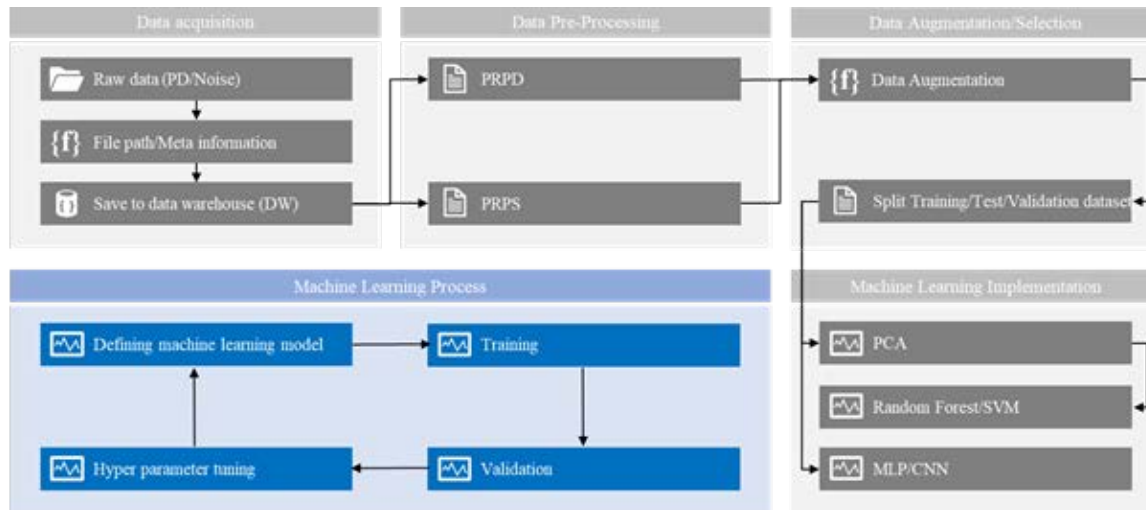 Data acquisition
Raw data (PD/Noise)
{f} File path/Meta information
Save to data warehouse (DW)
Data Pre-Processing
PRPD
PRPS
Data Augmentation/Selection
{f} Data Augmentation
Split Training/Test/Validation dataset
Machine Learning Process
Defining machine learning model
Training
Hyper parameter tuning
Validation
Machine Learning Implementation
PCA
Random Forest/SVM
MLP/CNN